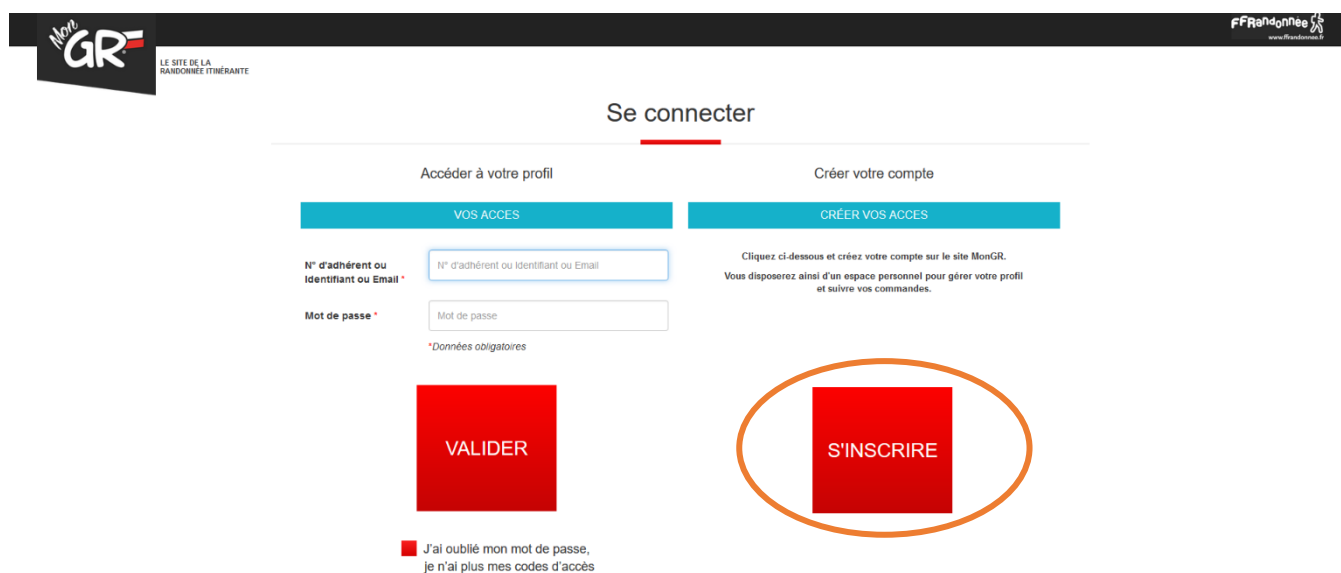 Mon
GR
LE SITE DE LA
RANDONNÉE ITINÉRANTE
FFRandonnée
www.ffrandonnee.fr
Se connecter
Accéder à votre profil
VOS ACCES
N° d'adhérent ou
Identifiant ou Email *
N° d'adhérent ou Identifiant ou Email
Mot de passe *
Mot de passe
*Données obligatoires
VALIDER
J'ai oublié mon mot de passe,
je n'ai plus mes codes d'accès
Créer votre compte
CRÉER VOS ACCES
Cliquez ci-dessous et créez votre compte sur le site MonGR.
Vous disposerez ainsi d'un espace personnel pour gérer votre profil
et suivre vos commandes.
S'INSCRIRE